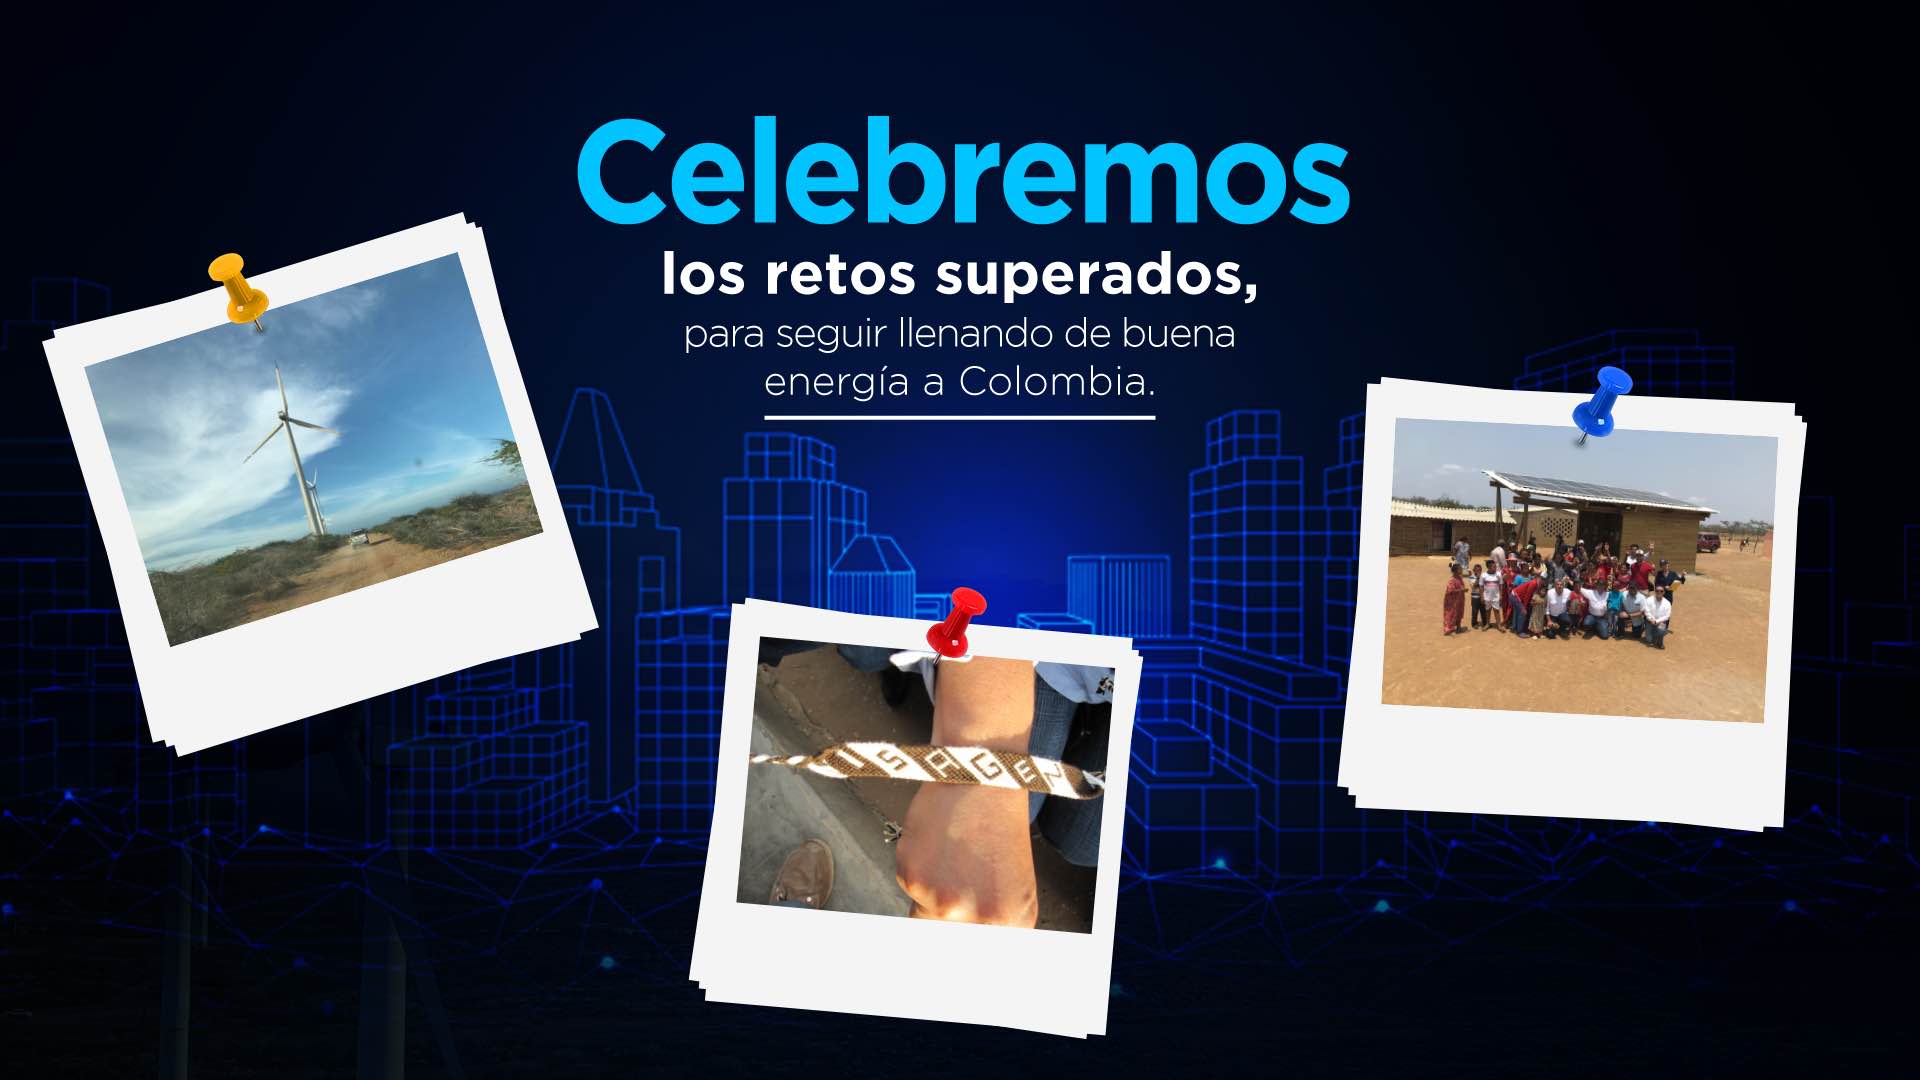 Celebremos
los retos superados,
para seguir llenando de buena
energía a Colombia.
ISAGEN